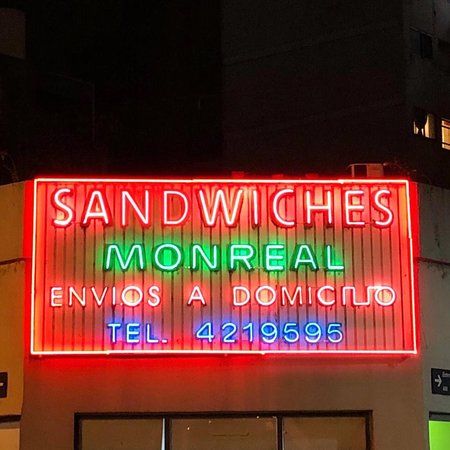 SANDWICHES
MONREAL
ENVIOS A DOMICILIO
TEL. 4219595